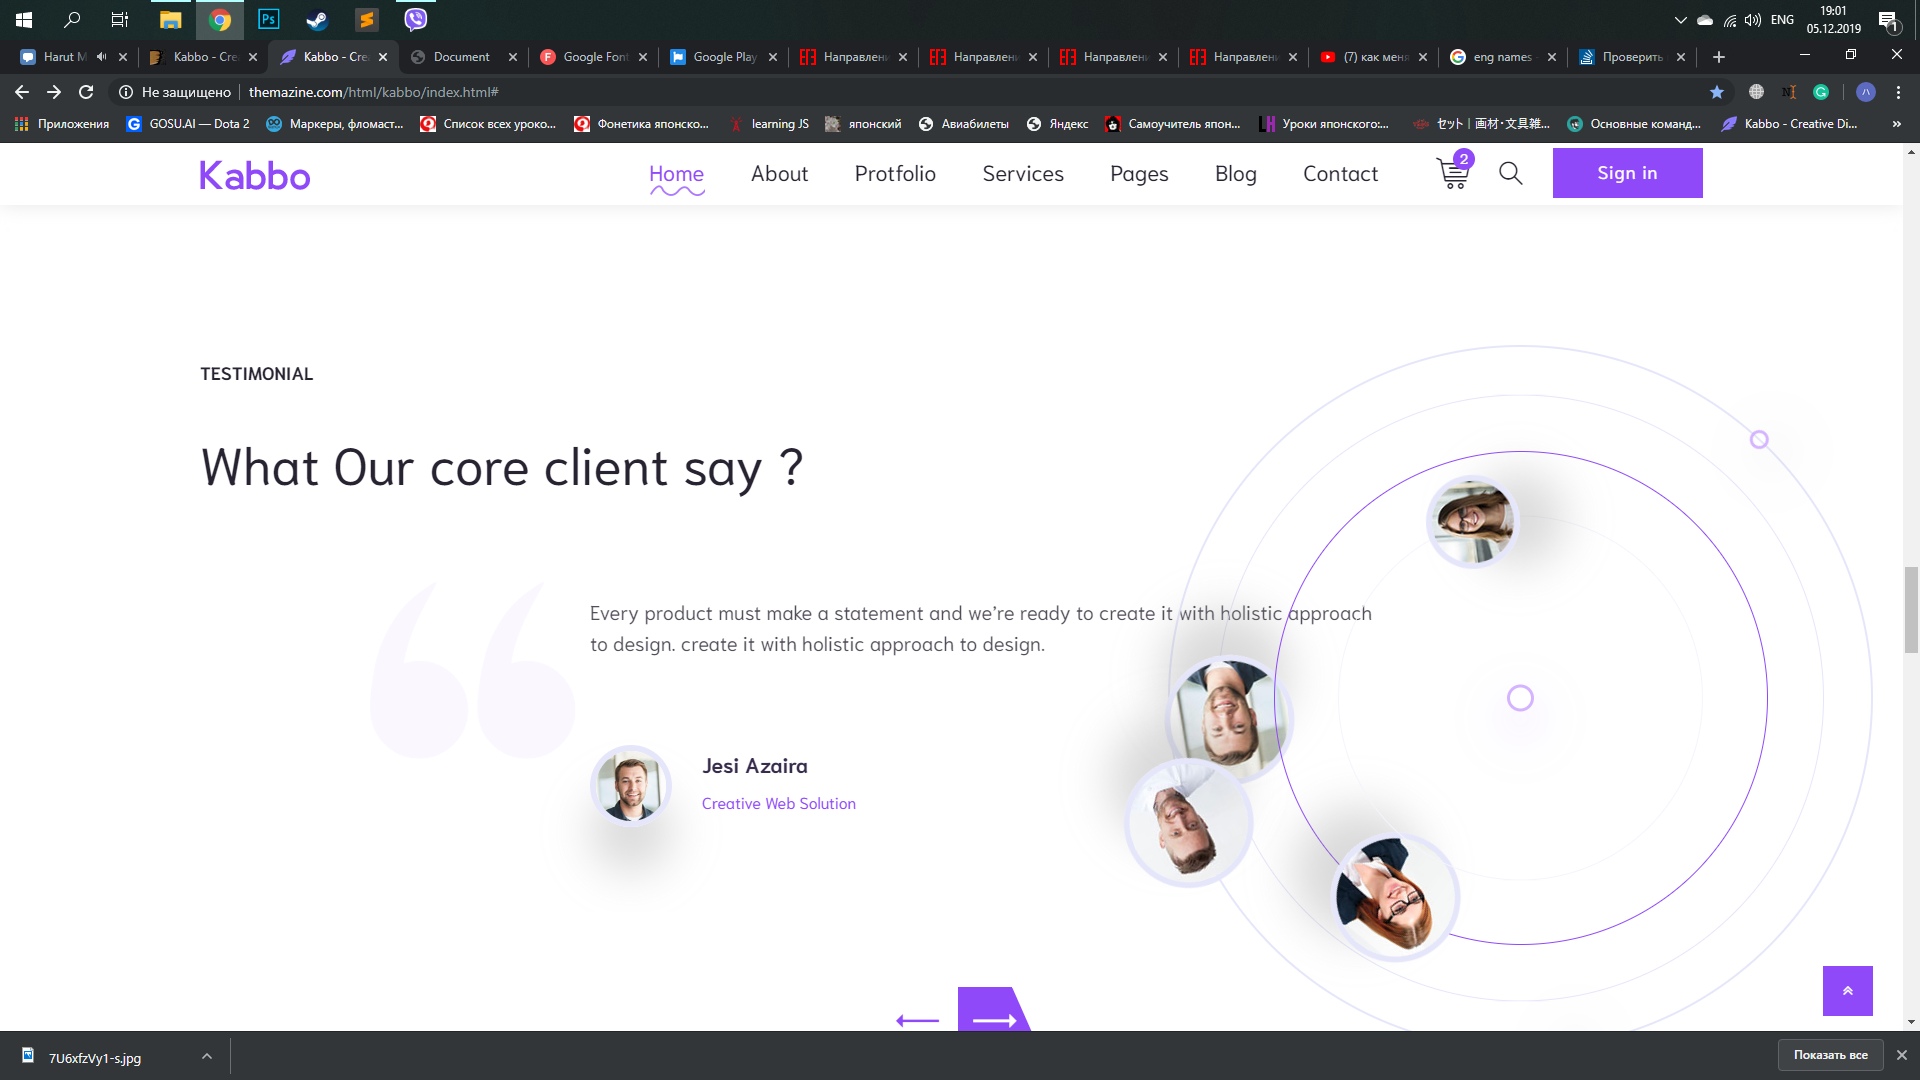 Ps
ENG
19:01
05.12.2019
1
Harut M
Kabbo - Cre
Kabbo - Cre
Document
Google Font
Google Play
Направлени
Направлени
Направлени
Направлени
(7) как меня
eng names -
Проверить
Не защищено
themazine.com/html/kabbo/index.html#
Приложения
GOSU.AI — Dota 2
Маркеры, фломаст...
Список всех уроко...
Фонетика японско...
learning JS
японский
Авиабилеты
Яндекс
Самоучитель япон...
Уроки японского:...
セット | 画材・文具雑...
Основные команд...
Kabbo - Creative Di...
»
Kabbo
Home
About
Protfolio
Services
Pages
Blog
Contact
2
Sign in
TESTIMONIAL
What Our core client say ?
Every product must make a statement and we’re ready to create it with holistic approach
to design. create it with holistic approach to design.
Jesi Azaira
Creative Web Solution
7U6xfzVy1-s.jpg
Показать все